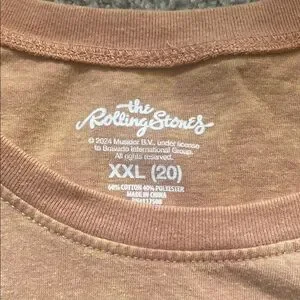 the
Rolling Stones
© 2024 Musidor B.V., under license
to Bravado International Group.
All rights reserved.
XXL (20)
60% COTTON 40% POLYESTER
MADE IN CHINA